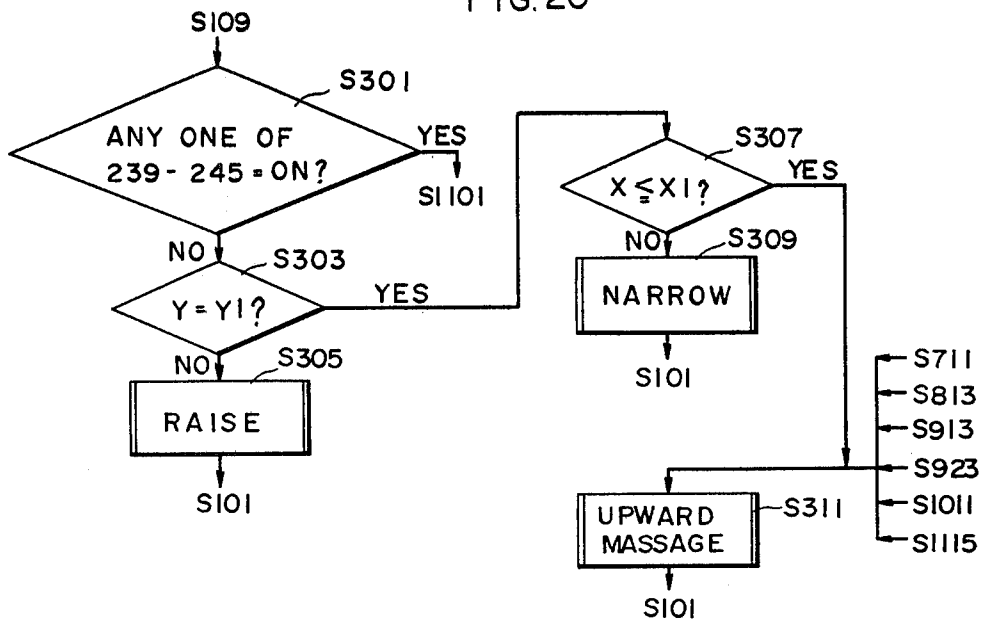 FIG. 20
S109
S301
ANY ONE OF
239-245=ON?
YES
S1101
NO
S303
Y=Y1?
YES
NO
S305
RAISE
S101
S307
X≦X1?
YES
NO
S309
NARROW
S101
S711
S813
S913
S923
S1011
S1115
S311
UPWARD
MASSAGE
S101